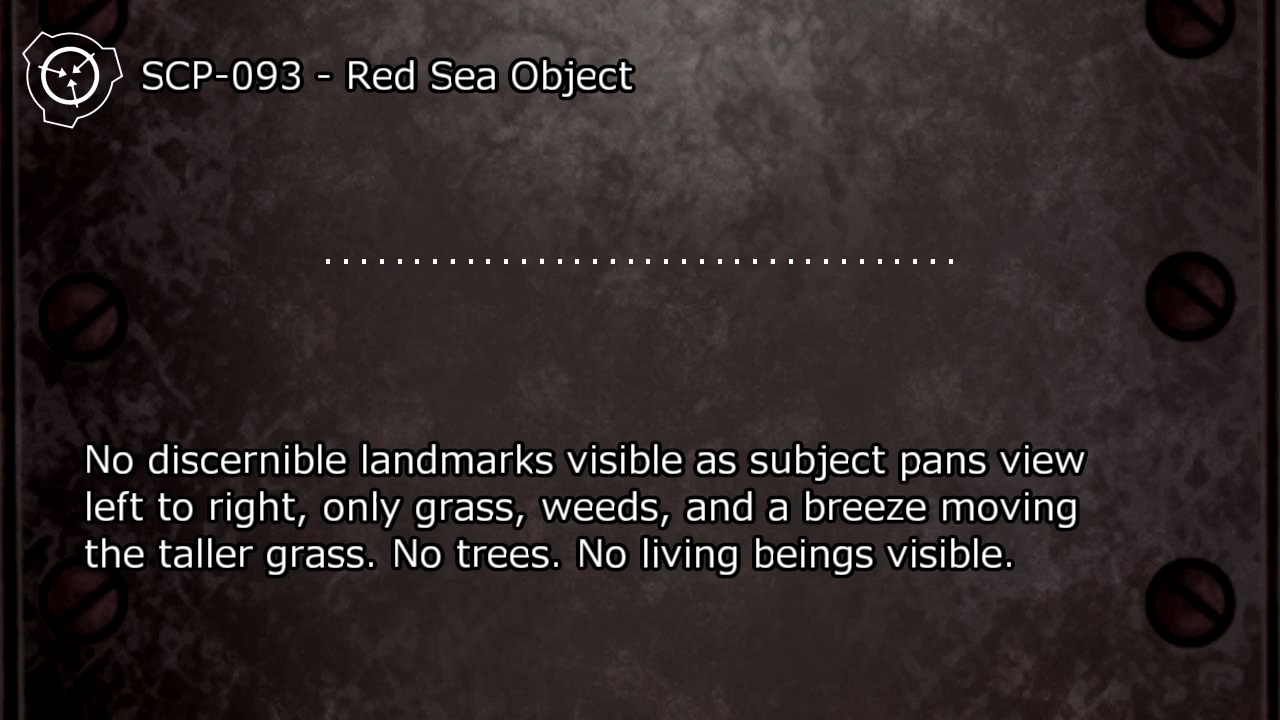 SCP-093 - Red Sea Object
....................................
No discernible landmarks visible as subject pans view
left to right, only grass, weeds, and a breeze moving
the taller grass. No trees. No living beings visible.